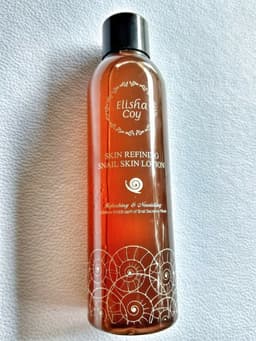 Elisha
Coy
SKIN REFINING
SNAIL SKIN LOTION
Refreshing & Nourishing